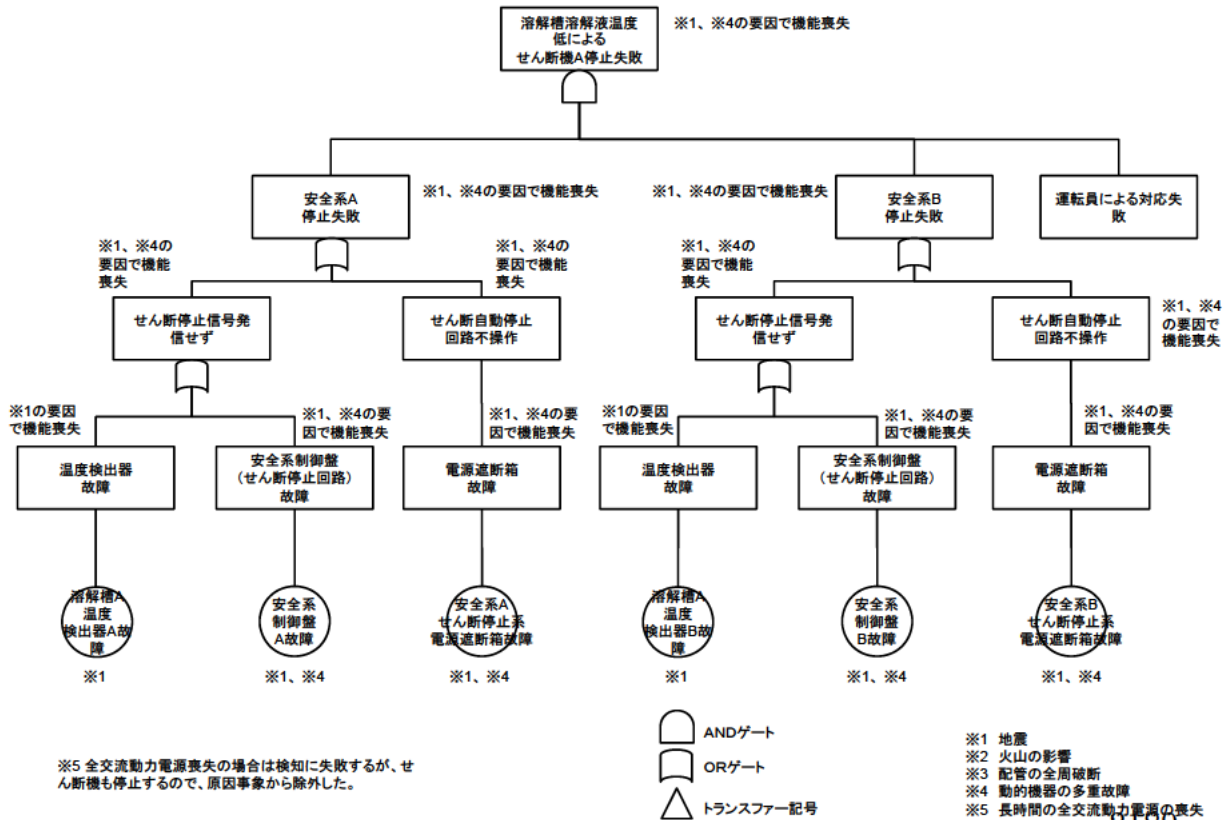 溶解槽溶解液温度
低による
せん断機A停止失敗
※1、※4の要因で機能喪失
安全系A
停止失敗
※1、※4の要因で機能喪失
※1、※4の要因で機能喪失
安全系B
停止失敗
運転員による対応失
敗
※1、※4の
要因で機能
喪失
※1、※4の
要因で機能
喪失
※1、※4の
要因で機能
喪失
せん断停止信号発
信せず
せん断自動停止
回路不操作
せん断停止信号発
信せず
せん断自動停止
回路不操作
※1、※4
の要因で
機能喪失
※1の要因
で機能喪失
※1、※4の要
因で機能喪失
※1、※4の要
因で機能喪失
※1の要因
で機能喪失
※1、※4の要
因で機能喪失
※1、※4の要
因で機能喪失
温度検出器
故障
安全系制御盤
(せん断停止回路)
故障
電源遮断箱
故障
温度検出器
故障
安全系制御盤
(せん断停止回路)
故障
電源遮断箱
故障
溶解槽A
温度
検出器A故
障
安全系
制御盤
A故障
安全系A
せん断停止系
電源遮断箱故障
溶解槽A
温度
検出器B故
障
安全系
制御盤
B故障
安全系B
せん断停止系
電源遮断箱故障
※1
※1、※4
※1、※4
※1
※1、※4
※1、※4
※5 全交流動力電源喪失の場合は検知に失敗するが、せ
ん断機も停止するので、原因事象から除外した。
ANDゲート
ORゲート
トランスファー記号
※1 地震
※2 火山の影響
※3 配管の全周破断
※4 動的機器の多重故障
※5 長時間の全交流動力電源の喪失